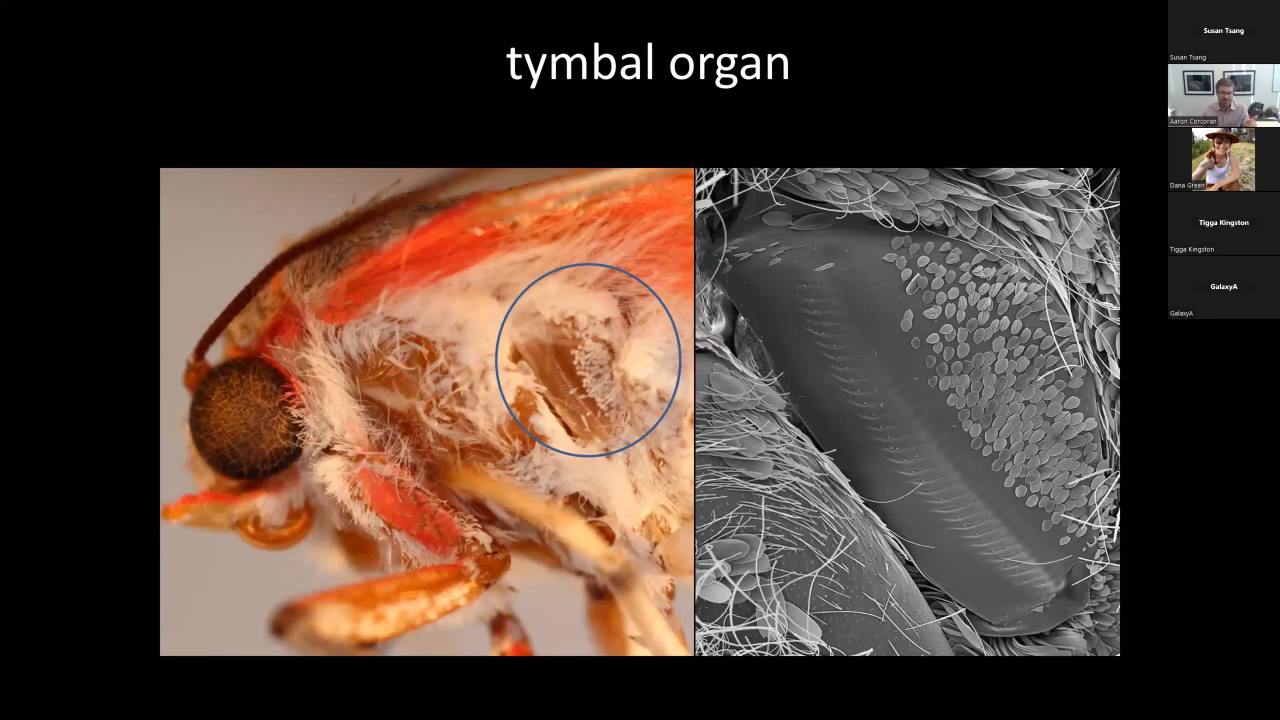 tymbal organ
Susan Tsang
Susan Tsang
Aaron Corcoran
Dana Green
Tigga Kingston
Tigga Kingston
GalaxyA
GalaxyA